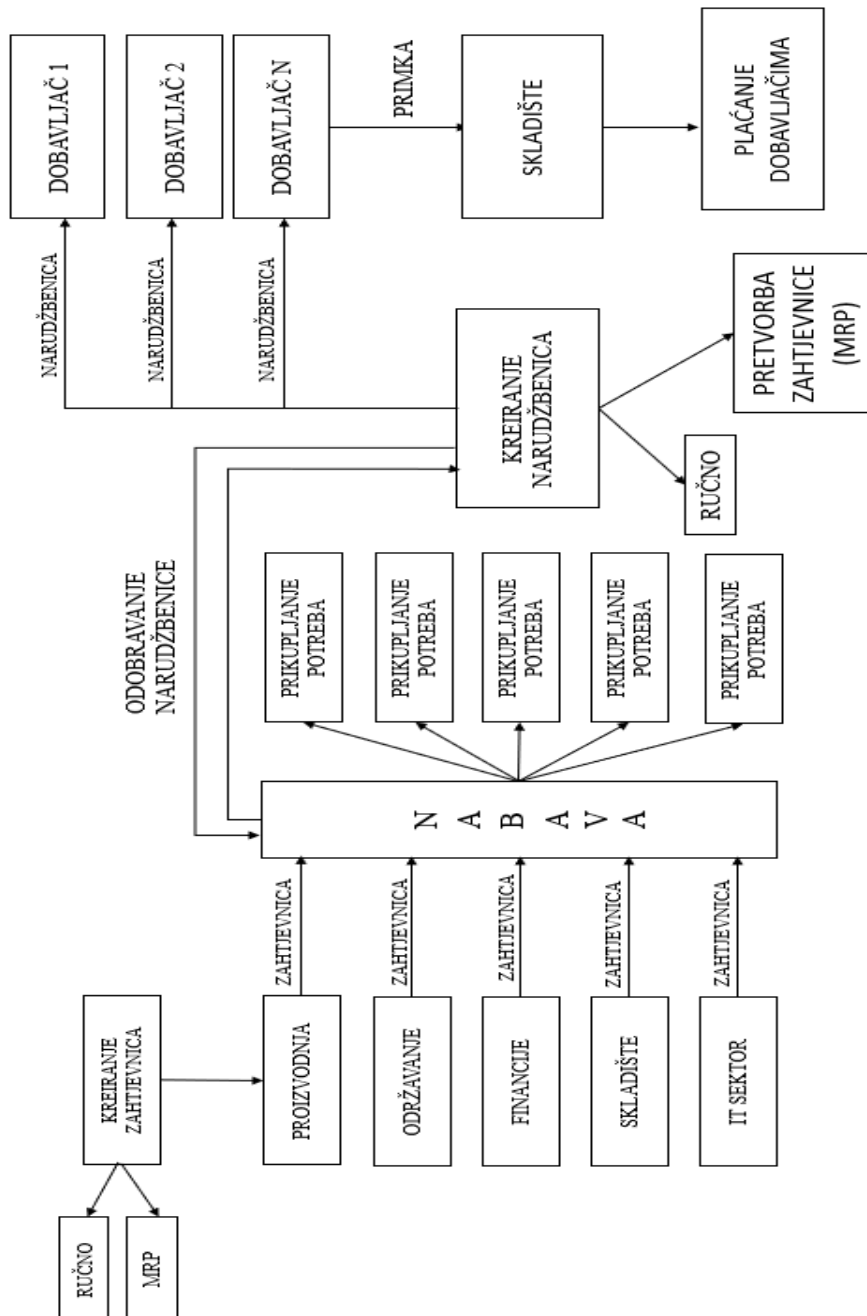 RUČNO
MRP
KREIRANJE
ZAHTJEVNICA
PROIZVODNJA
ODRŽAVANJE
FINANCIJE
SKLADIŠTE
IT SEKTOR
ZAHTJEVNICA
ZAHTJEVNICA
ZAHTJEVNICA
ZAHTJEVNICA
ZAHTJEVNICA
N
A
B
A
V
A
ODOBRAVANJE
NARUDŽBENICE
PRIKUPLJANJE
POTREBA
PRIKUPLJANJE
POTREBA
PRIKUPLJANJE
POTREBA
PRIKUPLJANJE
POTREBA
PRIKUPLJANJE
POTREBA
KREIRANJE
NARUDŽBENICA
RUČNO
PRETVORBA
ZAHTJEVNICE
(MRP)
NARUDŽBENICA
NARUDŽBENICA
NARUDŽBENICA
DOBAVLJAČ 1
DOBAVLJAČ 2
DOBAVLJAČ N
PRIMKA
SKLADIŠTE
PLAĆANJE
DOBAVLJAČIMA